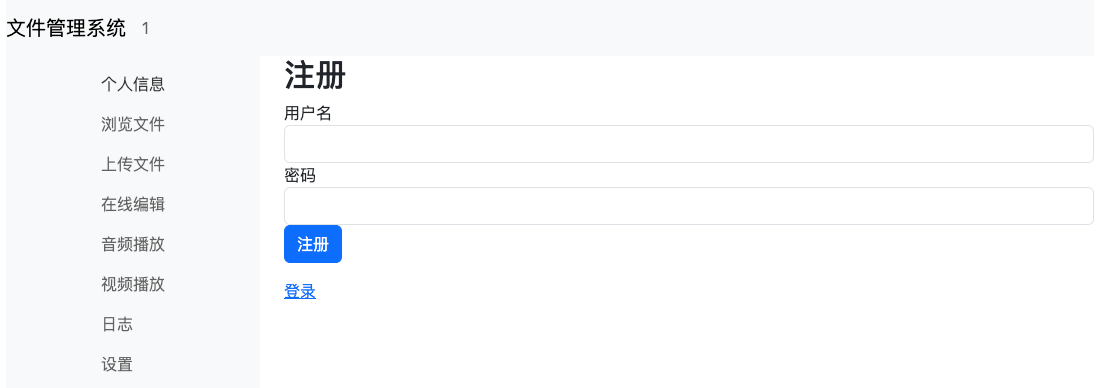 文件管理系统 1
个人信息
浏览文件
上传文件
在线编辑
音频播放
视频播放
日志
设置
注册
用户名
密码
注册
登录